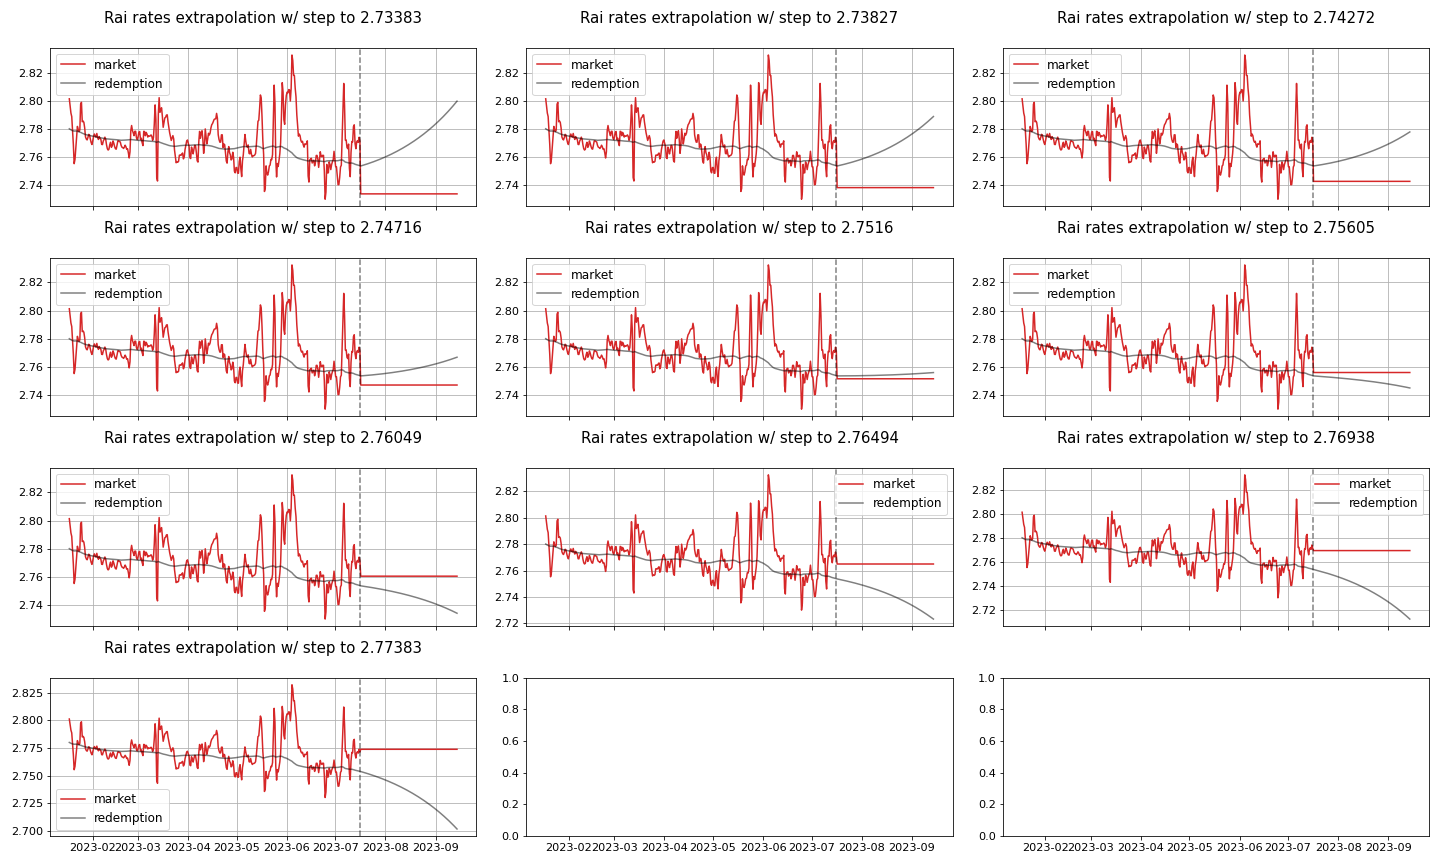 Rai rates extrapolation w/ step to 2.73383
Rai rates extrapolation w/ step to 2.73827
Rai rates extrapolation w/ step to 2.74272
market
redemption
2.82
2.80
2.78
2.76
2.74
market
redemption
2.82
2.80
2.78
2.76
2.74
market
redemption
2.82
2.80
2.78
2.76
2.74
Rai rates extrapolation w/ step to 2.74716
Rai rates extrapolation w/ step to 2.7516
Rai rates extrapolation w/ step to 2.75605
market
redemption
2.82
2.80
2.78
2.76
2.74
market
redemption
2.82
2.80
2.78
2.76
2.74
market
redemption
2.82
2.80
2.78
2.76
2.74
Rai rates extrapolation w/ step to 2.76049
Rai rates extrapolation w/ step to 2.76494
Rai rates extrapolation w/ step to 2.76938
market
redemption
2.82
2.80
2.78
2.76
2.74
market
redemption
2.82
2.80
2.78
2.76
2.74
2.72
market
redemption
2.82
2.80
2.78
2.76
2.74
2.72
Rai rates extrapolation w/ step to 2.77383
2.825
2.800
2.775
2.750
2.725
2.700
market
redemption
2023-02
2023-03
2023-04
2023-05
2023-06
2023-07
2023-08
2023-09
1.0
0.8
0.6
0.4
0.2
0.0
2023-02
2023-03
2023-04
2023-05
2023-06
2023-07
2023-08
2023-09
1.0
0.8
0.6
0.4
0.2
0.0
2023-02
2023-03
2023-04
2023-05
2023-06
2023-07
2023-08
2023-09